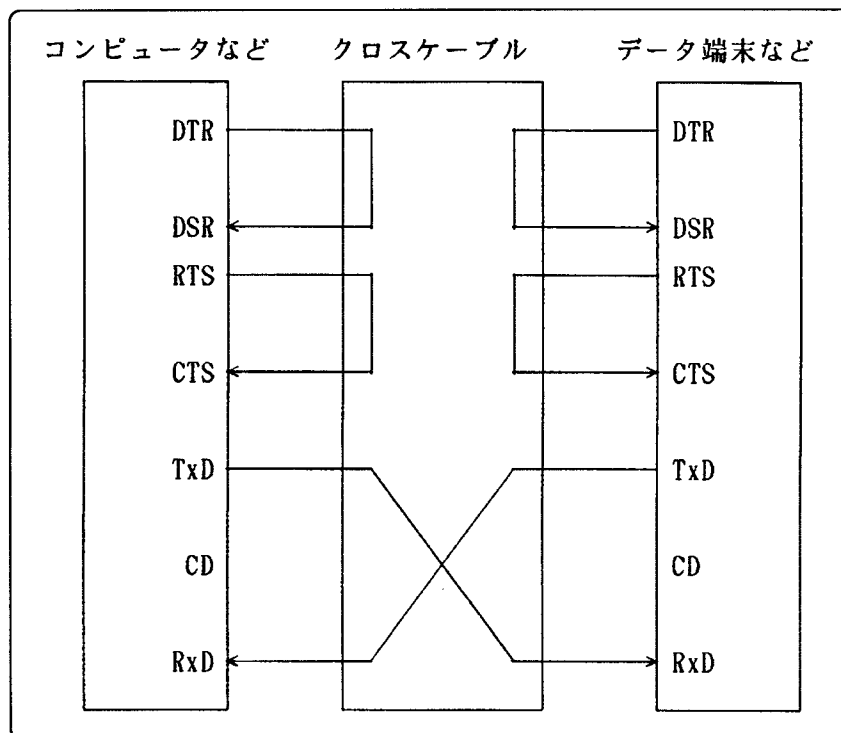 コンピュータなど クロスケーブル データ端末など
DTR DTR
DSR DSR
RTS RTS
CTS CTS
TxD TxD
CD CD
RxD RxD